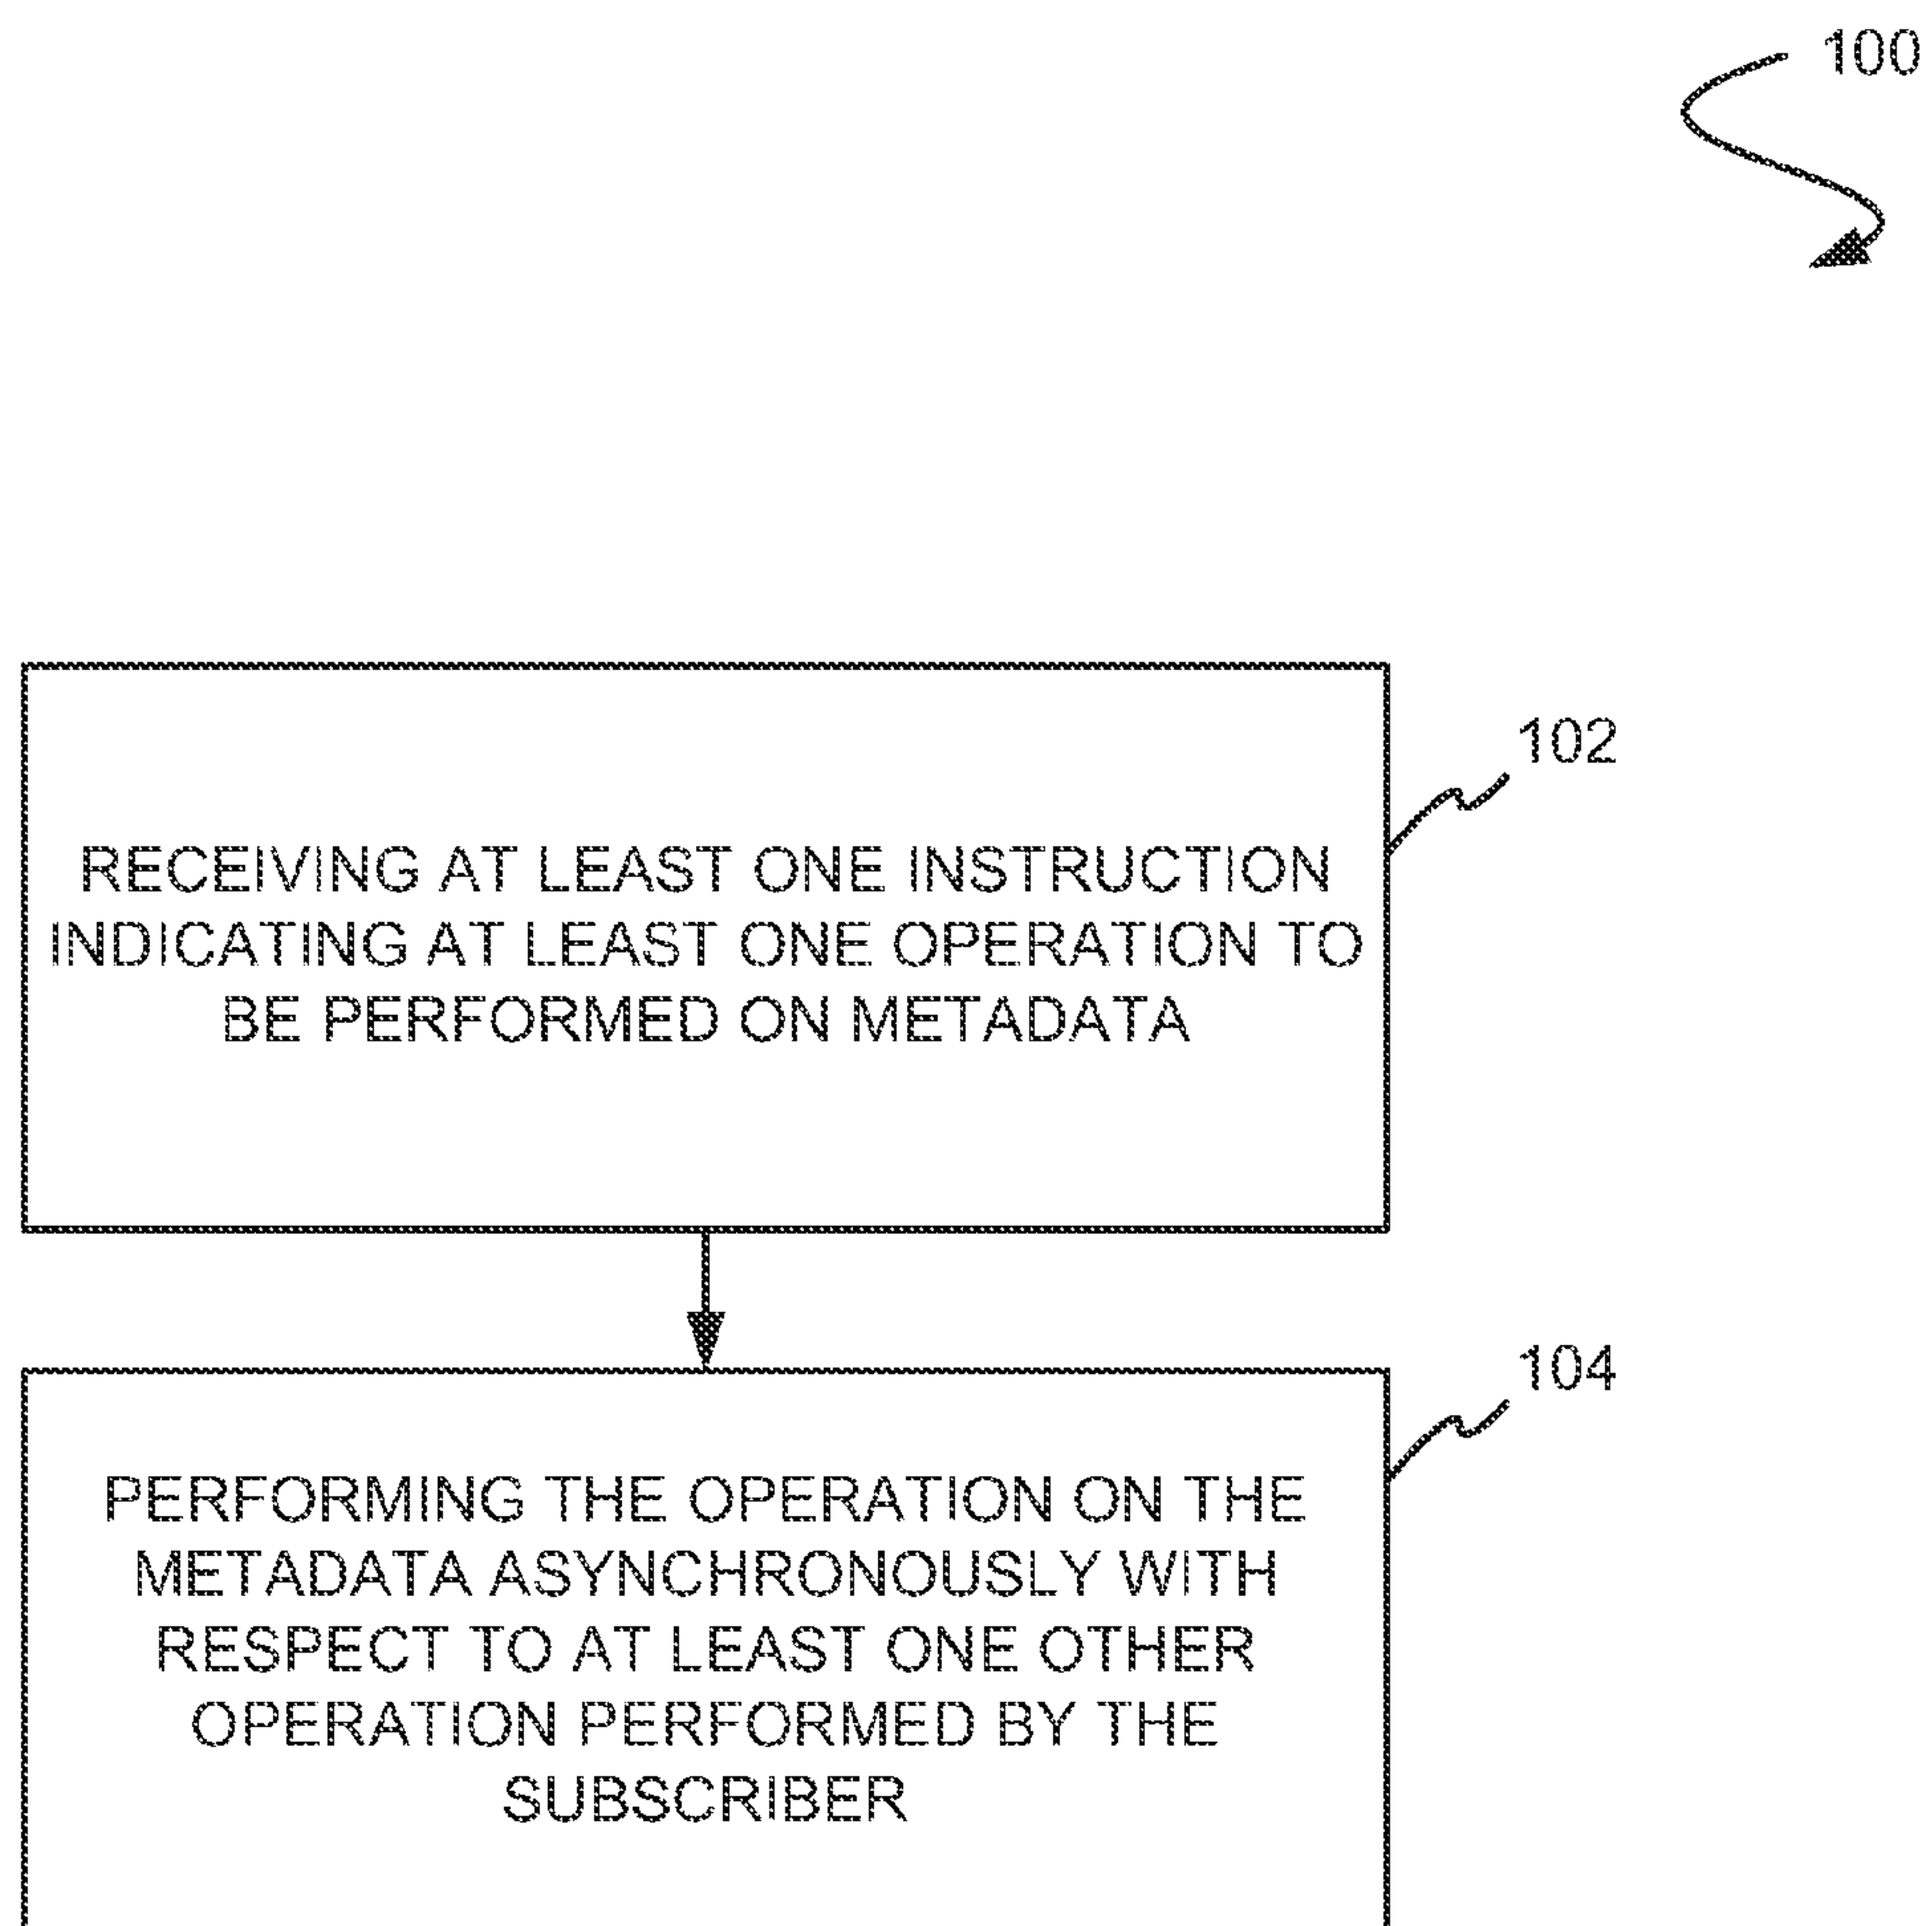 100
102
RECEIVING AT LEAST ONE INSTRUCTION
INDICATING AT LEAST ONE OPERATION TO
BE PERFORMED ON METADATA
104
PERFORMING THE OPERATION ON THE
METADATA ASYNCHRONOUSLY WITH
RESPECT TO AT LEAST ONE OTHER
OPERATION PERFORMED BY THE
SUBSCRIBER